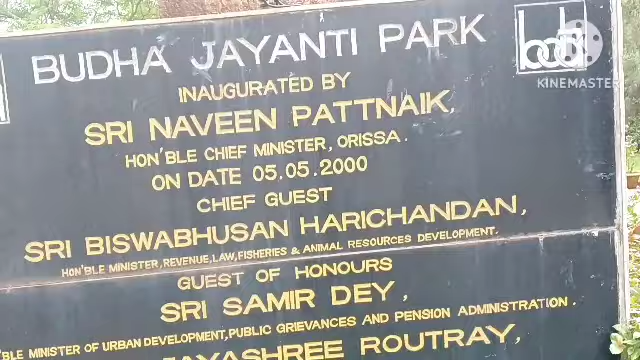 BUDHA JAYANTI PARK
bda
KINEMASTER
INAUGURATED BY
SRI NAVEEN PATTNAIK,
HON'BLE CHIEF MINISTER, ORISSA.
ON DATE 05.05.2000
CHIEF GUEST
SRI BISWABHUSAN HARICHANDAN,
HON'BLE MINISTER, REVENUE, LAW, FISHERIES & ANIMAL RESOURCES DEVELOPMENT.
GUEST OF HONOURS
SRI SAMIR DEY,
BLE MINISTER OF URBAN DEVELOPMENT, PUBLIC GRIEVANCES AND PENSION ADMINISTRATION.
JAYASHREE ROUTRAY,